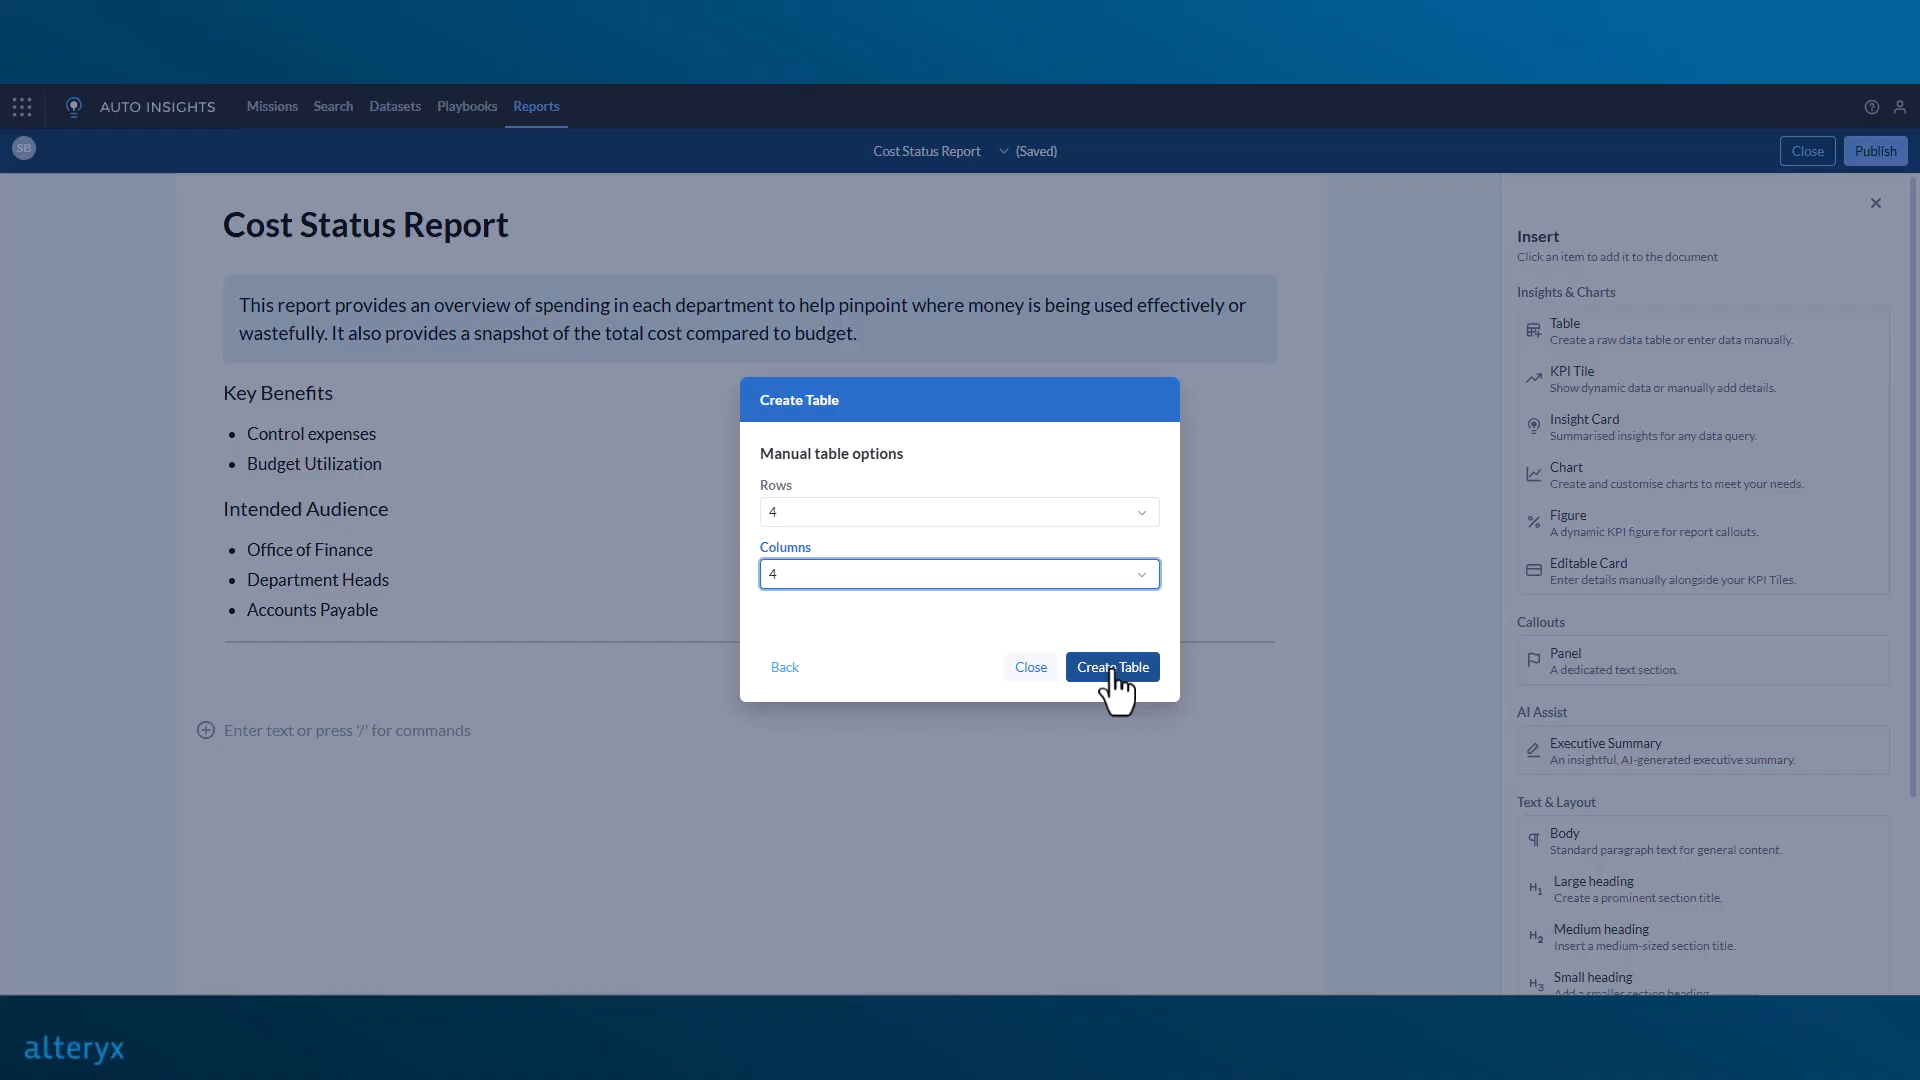 AUTO INSIGHTS
Missions
Search
Datasets
Playbooks
Reports
SB
Cost Status Report
(Saved)
Close
Publish
Cost Status Report
This report provides an overview of spending in each department to help pinpoint where money is being used effectively or
wastefully. It also provides a snapshot of the total cost compared to budget.
Key Benefits
• Control expenses
• Budget Utilization
Intended Audience
• Office of Finance
• Department Heads
• Accounts Payable
Enter text or press '/' for commands
Create Table
Manual table options
Rows
4
Columns
4
Back
Close
Create Table
Insert
Click an item to add it to the document
Insights & Charts
Table
Create a raw data table or enter data manually.
KPI Tile
Show dynamic data or manually add details.
Insight Card
Summarised insights for any data query.
Chart
Create and customise charts to meet your needs.
Figure
A dynamic KPI figure for report callouts.
Editable Card
Enter details manually alongside your KPI Tiles.
Callouts
Panel
A dedicated text section.
AI Assist
Executive Summary
An insightful, AI-generated executive summary.
Text & Layout
Body
Standard paragraph text for general content.
H1 Large heading
Create a prominent section title.
H2 Medium heading
Insert a medium-sized section title.
H3 Small heading
Add a smaller section heading
alteryx